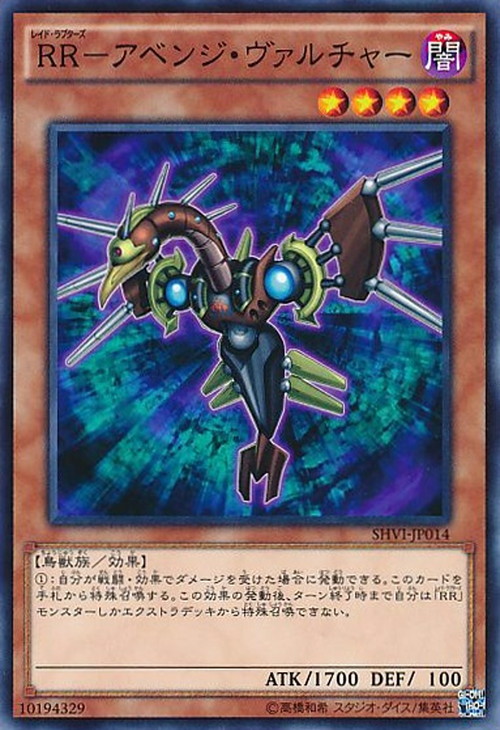 レイド・ラプターズ
RR－アベンジ・ヴァルチャー
やみ
闇
SHVI-JP014
【鳥獣族／効果】
①：自分が戦闘・効果でダメージを受けた場合に発動できる。このカードを
手札から特殊召喚する。この効果の発動後、ターン終了時まで自分は「RR」
モンスターしかエクストラデッキから特殊召喚できない。
ATK/1700 DEF/ 100
10194329
©高橋和希 スタジオ・ダイス/集英社